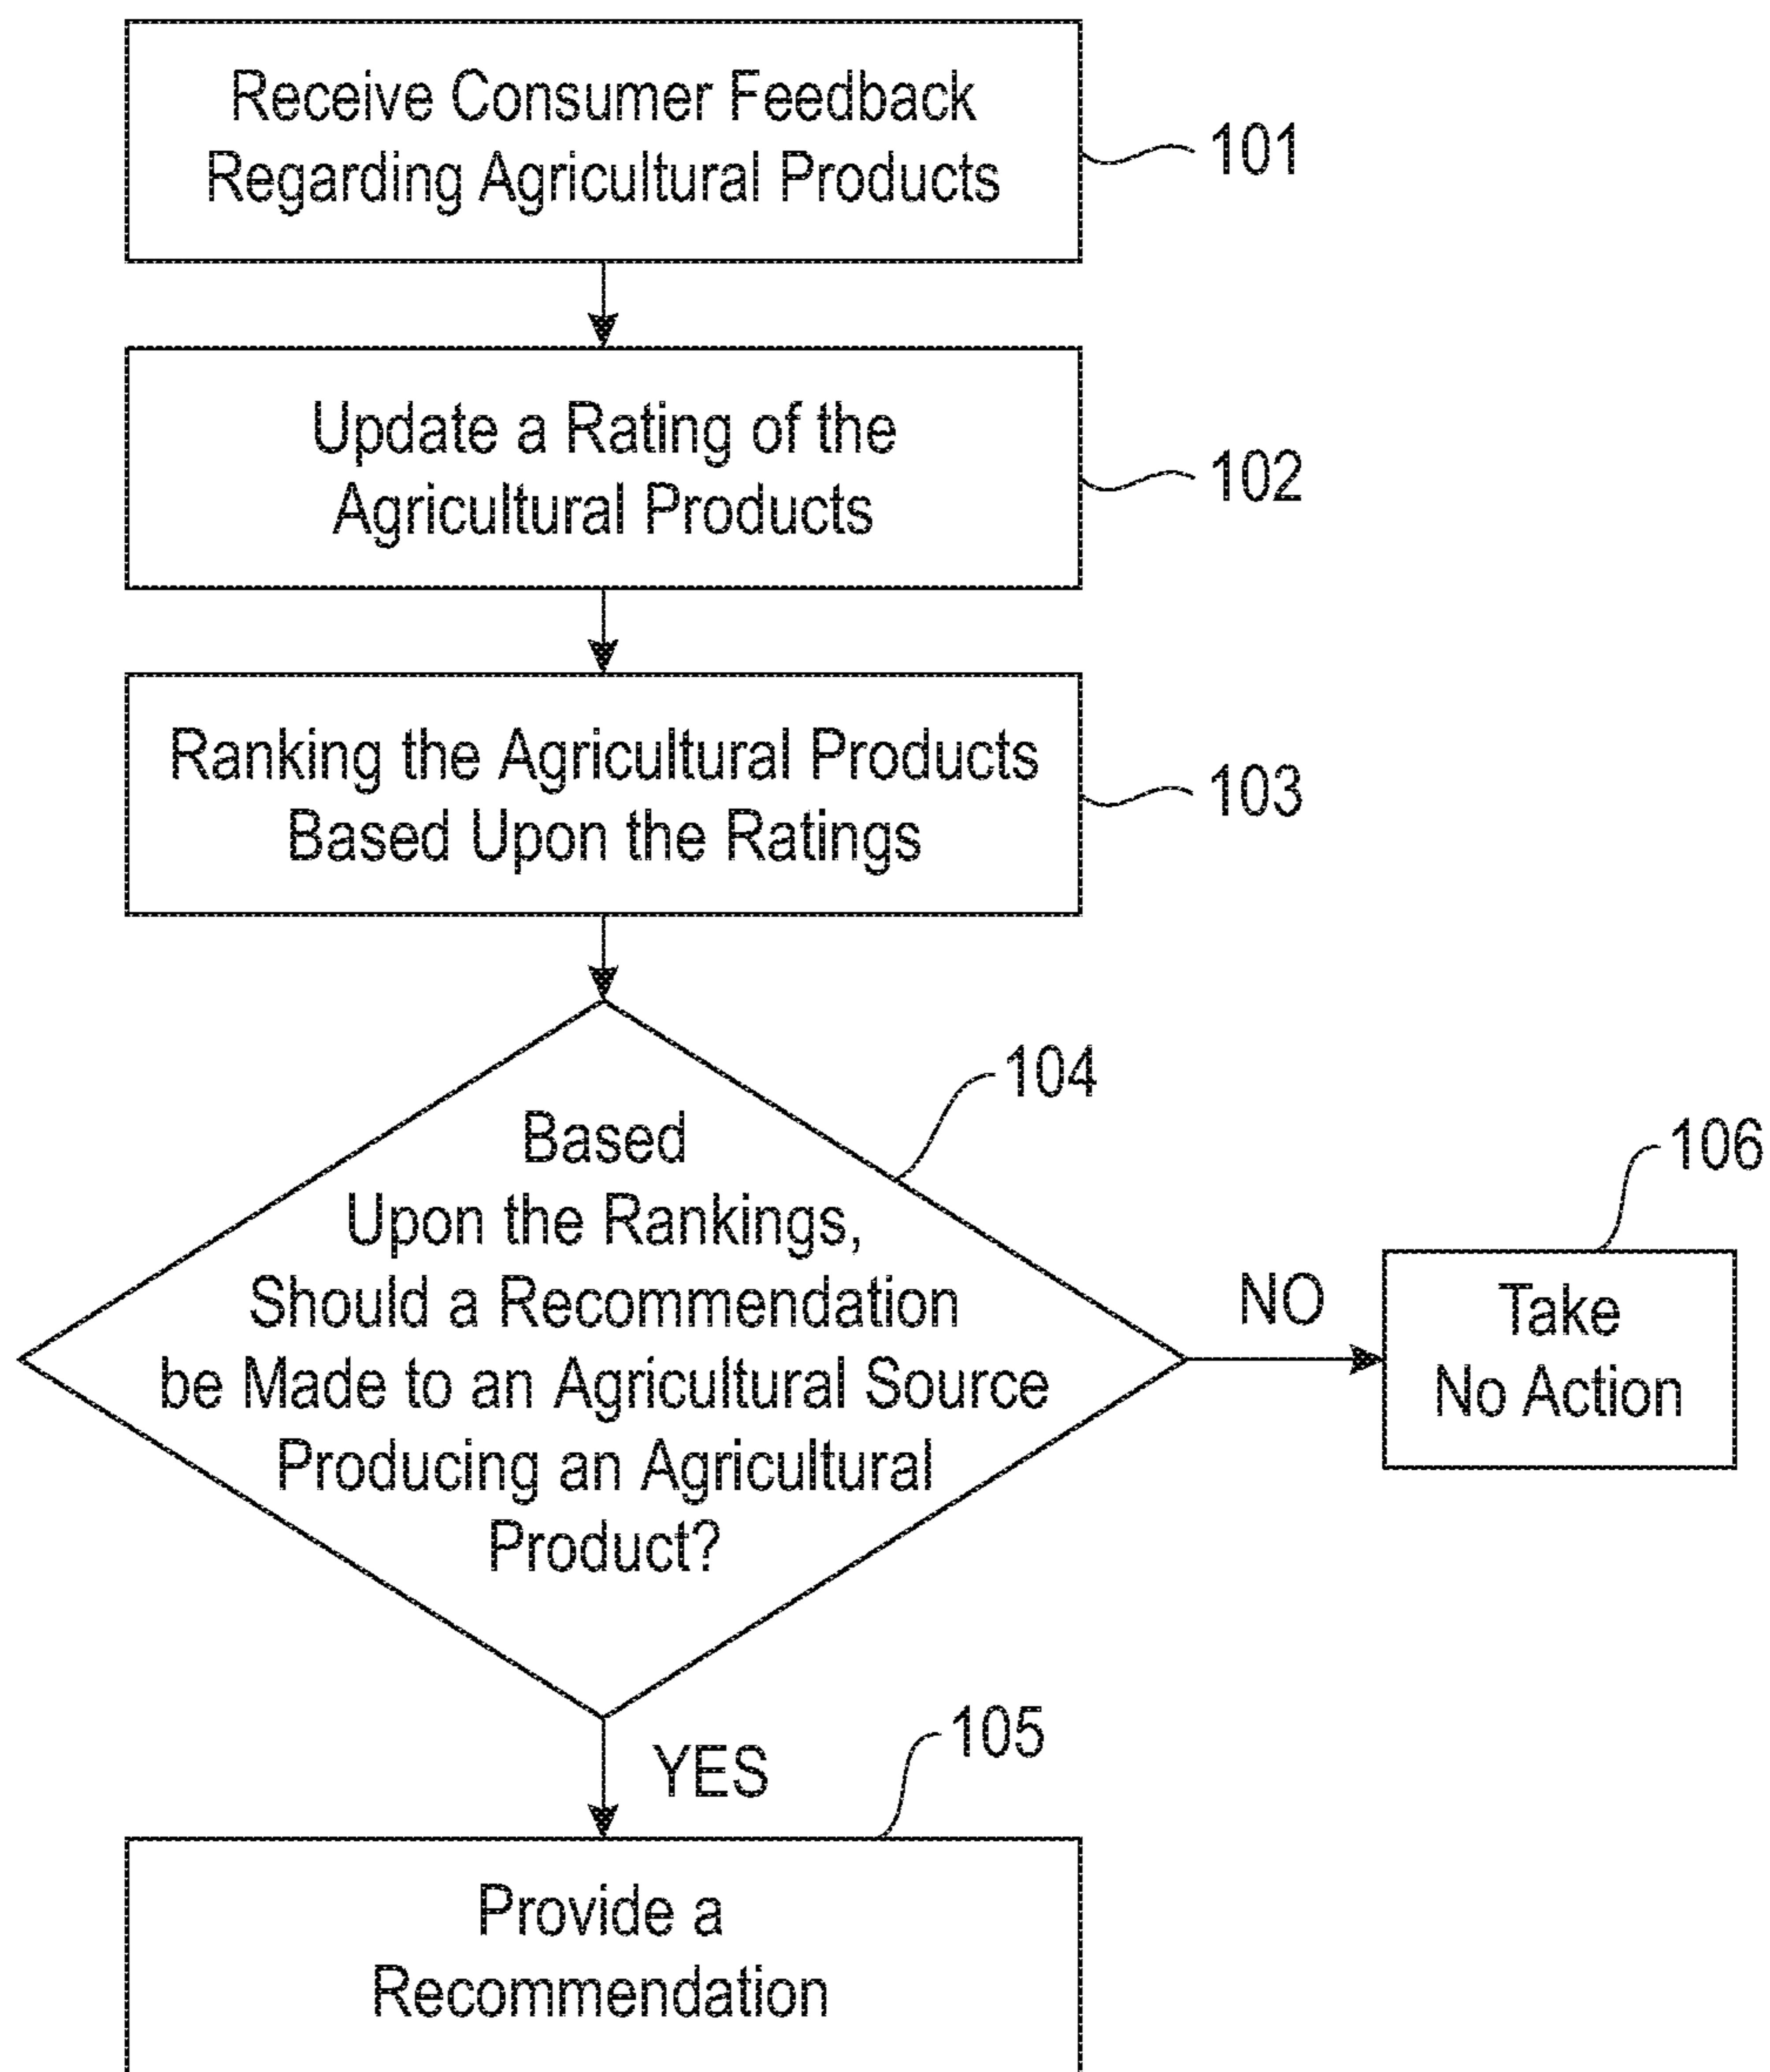 Receive Consumer Feedback
Regarding Agricultural Products
101
Update a Rating of the
Agricultural Products
102
Ranking the Agricultural Products
Based Upon the Ratings
103
104
Based
Upon the Rankings,
Should a Recommendation
be Made to an Agricultural Source
Producing an Agricultural
Product?
NO
106
Take
No Action
YES
105
Provide a
Recommendation